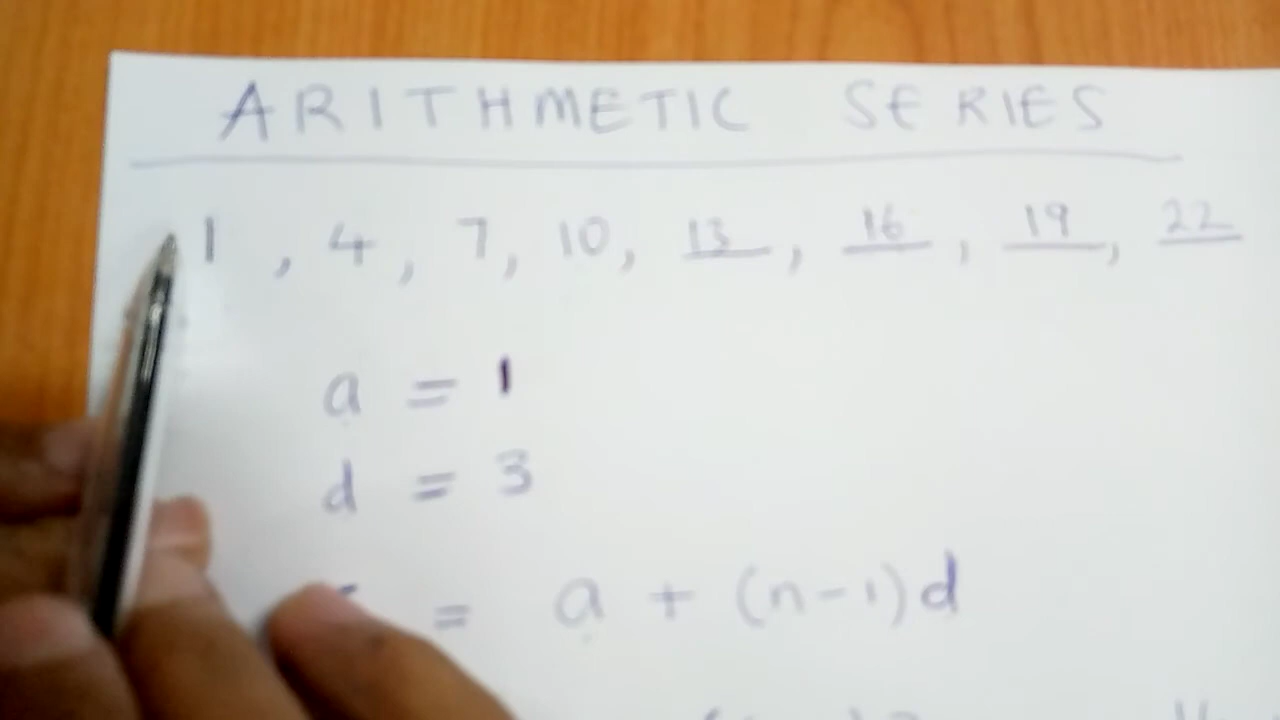 ARITHMETIC SERIES
1, 4, 7, 10, 13, 16, 19, 22
a = 1
d = 3
= a + (n-1)d